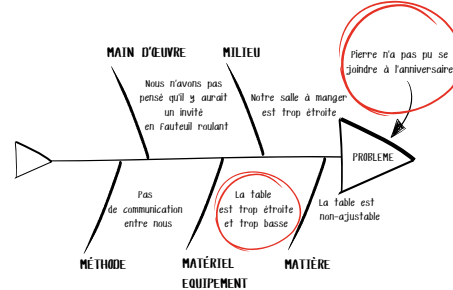 MAIN D'ŒUVRE
MILIEU
Pierre n'a pas pu se
joindre à l'anniversaire
Nous n'avons pas
pensé qu'il y aurait
un invité
en fauteuil roulant
Notre salle à manger
est trop étroite
PROBLEME
Pas
de communication
entre nous
La table
est trop étroite
et trop basse
La table est
non-ajustable
MÉTHODE
MATÉRIEL
EQUIPEMENT
MATIÈRE